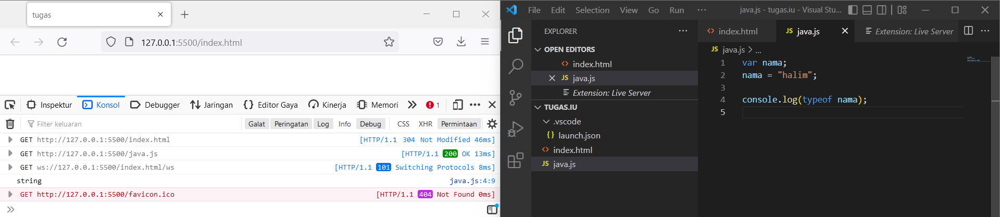 tugas
127.0.0.1:5500/index.html
Inspektur Konsol Debugger Jaringan Editor Gaya Kinerja Memori 1
Filter keluaran Galat Peringatan Log Info Debug CSS XHR Permintaan
GET http://127.0.0.1:5500/index.html [HTTP/1.1 304 Not Modified 46ms]
GET http://127.0.0.1:5500/java.js [HTTP/1.1 200 OK 13ms]
GET ws://127.0.0.1:5500/index.html/ws [HTTP/1.1 101 Switching Protocols 8ms]
string java.js:4:9
GET http://127.0.0.1:5500/favicon.ico [HTTP/1.1 404 Not Found 0ms]
File Edit Selection View Go Run ··· java.js - tugas.iu - Visual Stu...
EXPLORER
OPEN EDITORS
index.html
JS java.js
Extension: Live Server
TUGAS.IU
.vscode
{} launch.json
index.html
JS java.js
index.html JS java.js Extension: Live Server
JS java.js > ...
1 var nama;
2 nama = "halim";
3
4 console.log(typeof nama);
5